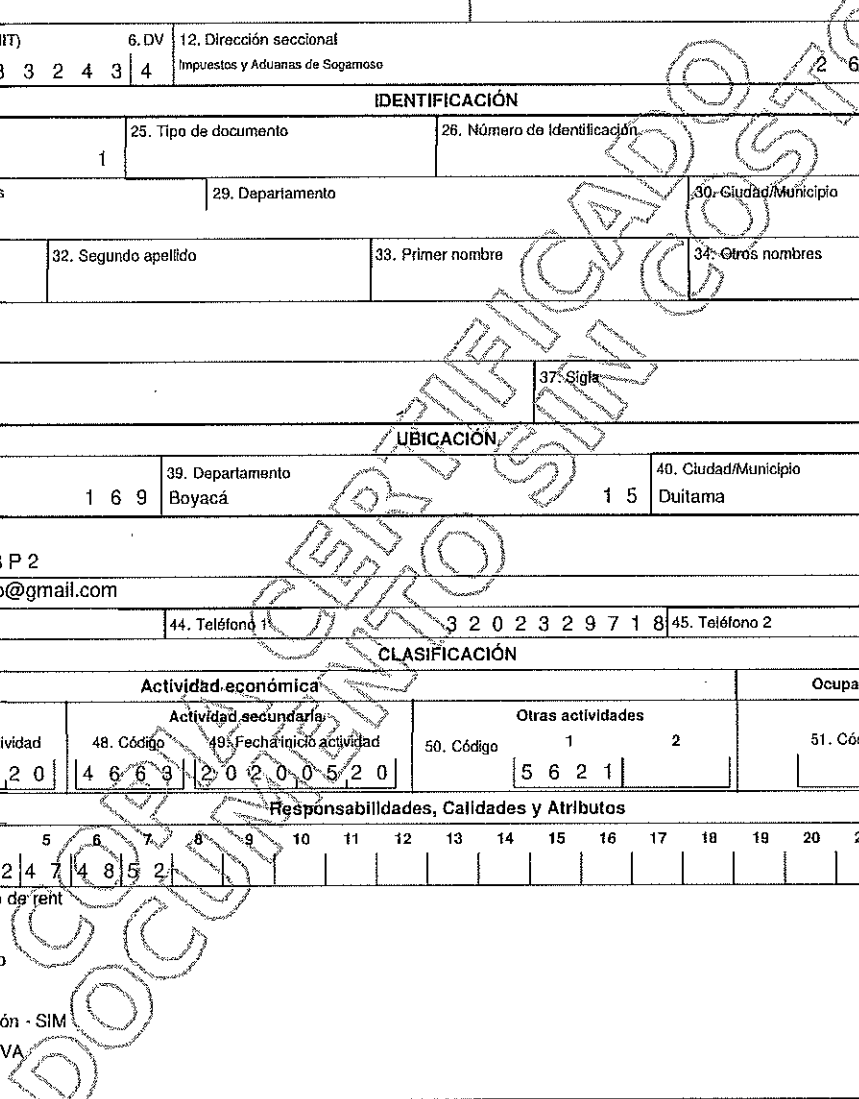 IIT) 6. DV 12. Dirección seccional
3 3 2 4 3 4 Impuestos y Aduanas de Sogamoso 2 6
IDENTIFICACIÓN
25. Tipo de documento 26. Número de Identificación
1
29. Departamento 30. Ciudad/Municipio
32. Segundo apellido 33. Primer nombre 34. Otros nombres
37. Sigla
UBICACIÓN
39. Departamento 40. Ciudad/Municipio
1 6 9 Boyacá 1 5 Duitama
P 2
o@gmail.com
44. Teléfono 1 3 2 0 2 3 2 9 7 1 8 45. Teléfono 2
CLASIFICACIÓN
Actividad económica Ocupa
Actividad secundaria Otras actividades
ividad 48. Código 49. Fecha inicio actividad 50. Código 1 2 51. Có
2 0 4 6 6 3 2 0 2 0 0 5 2 0 5 6 2 1
Responsabilidades, Calidades y Atributos
5 6 7 8 9 10 11 12 13 14 15 16 17 18 19 20 2
2 4 7 4 8 5 2
de rent
o
ón - SIM
VA
COPIA CERTIFICADO
DOCUMENTO SIN COSTO